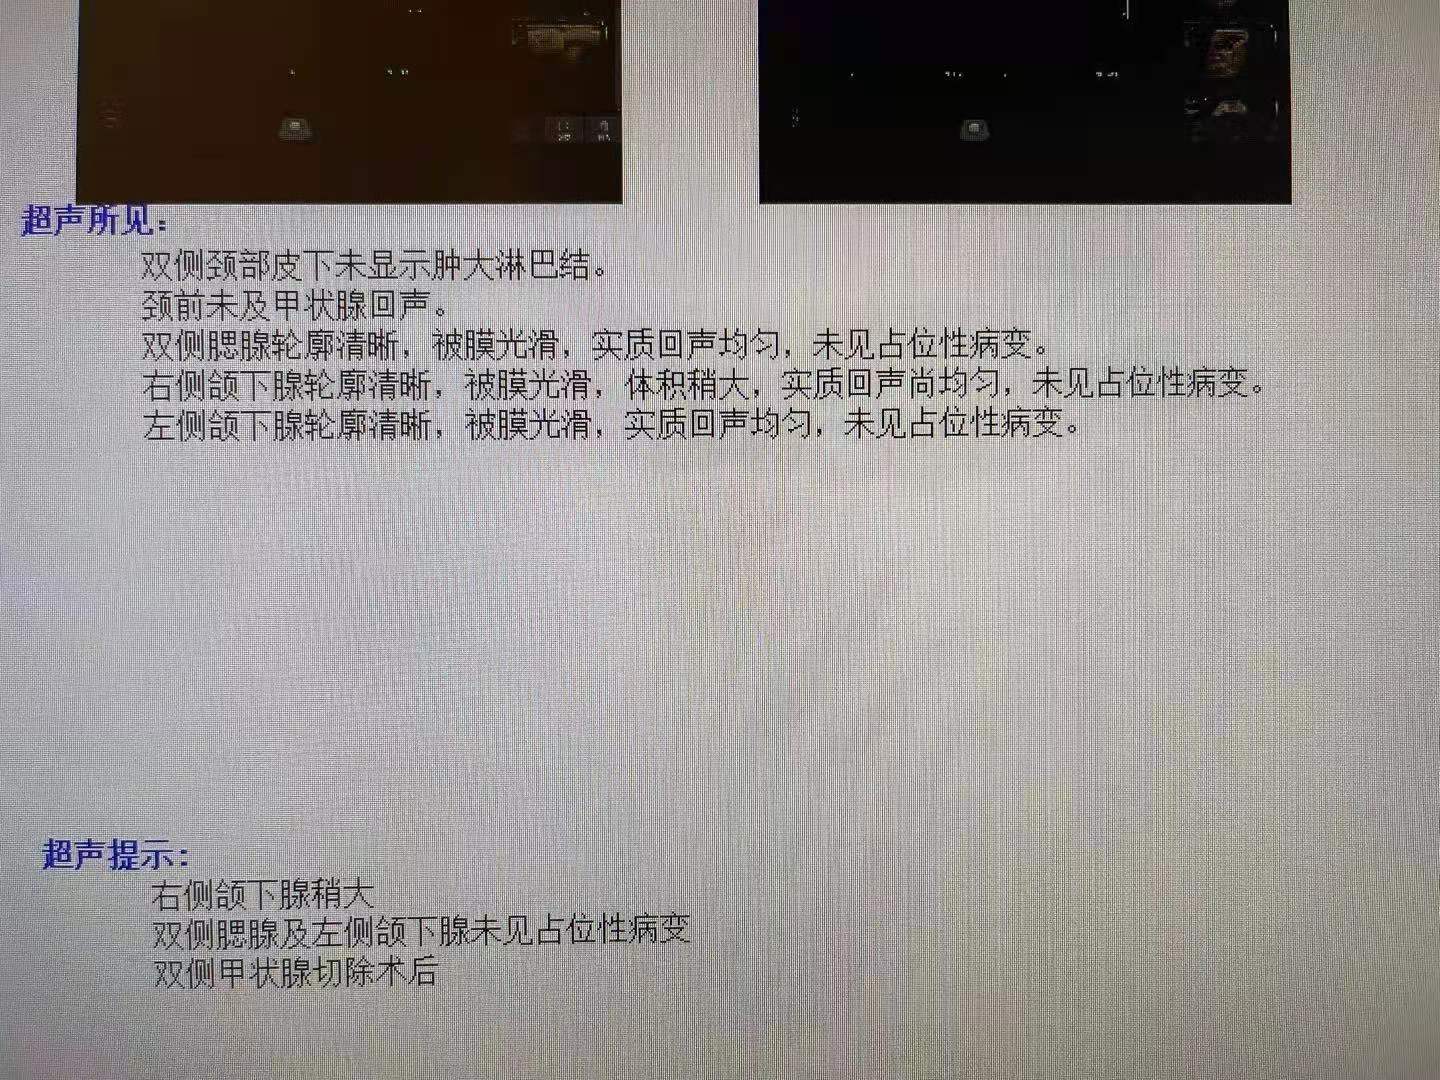 超声所见：
双侧颈部皮下未显示肿大淋巴结。
颈前未及甲状腺回声。
双侧腮腺轮廓清晰，被膜光滑，实质回声均匀，未见占位性病变。
右侧颌下腺轮廓清晰，被膜光滑，体积稍大，实质回声尚均匀，未见占位性病变。
左侧颌下腺轮廓清晰，被膜光滑，实质回声均匀，未见占位性病变。
超声提示：
右侧颌下腺稍大
双侧腮腺及左侧颌下腺未见占位性病变
双侧甲状腺切除术后